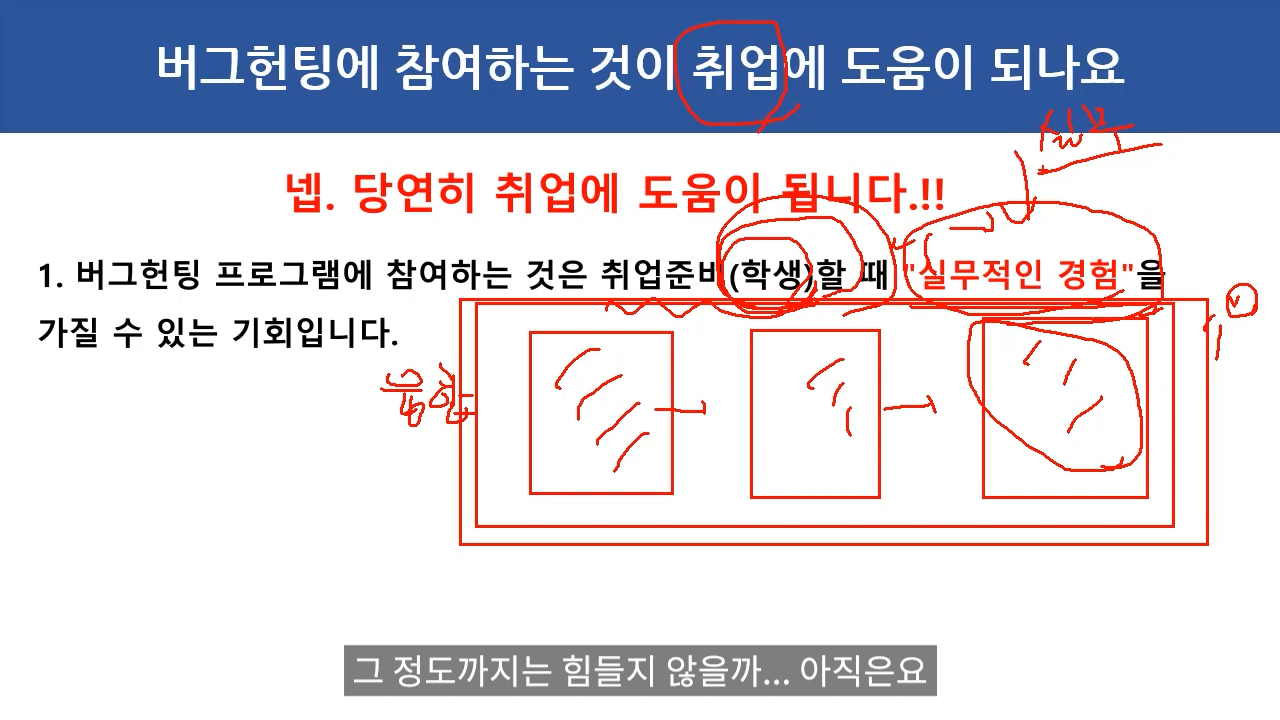 버그헌팅에 참여하는 것이 취업에 도움이 되나요
실무
넵. 당연히 취업에 도움이 됩니다.!!
1. 버그헌팅 프로그램에 참여하는 것은 취업준비(학생)할 때 "실무적인 경험"을
가질 수 있는 기회입니다.
그 정도까지는 힘들지 않을까... 아직은요